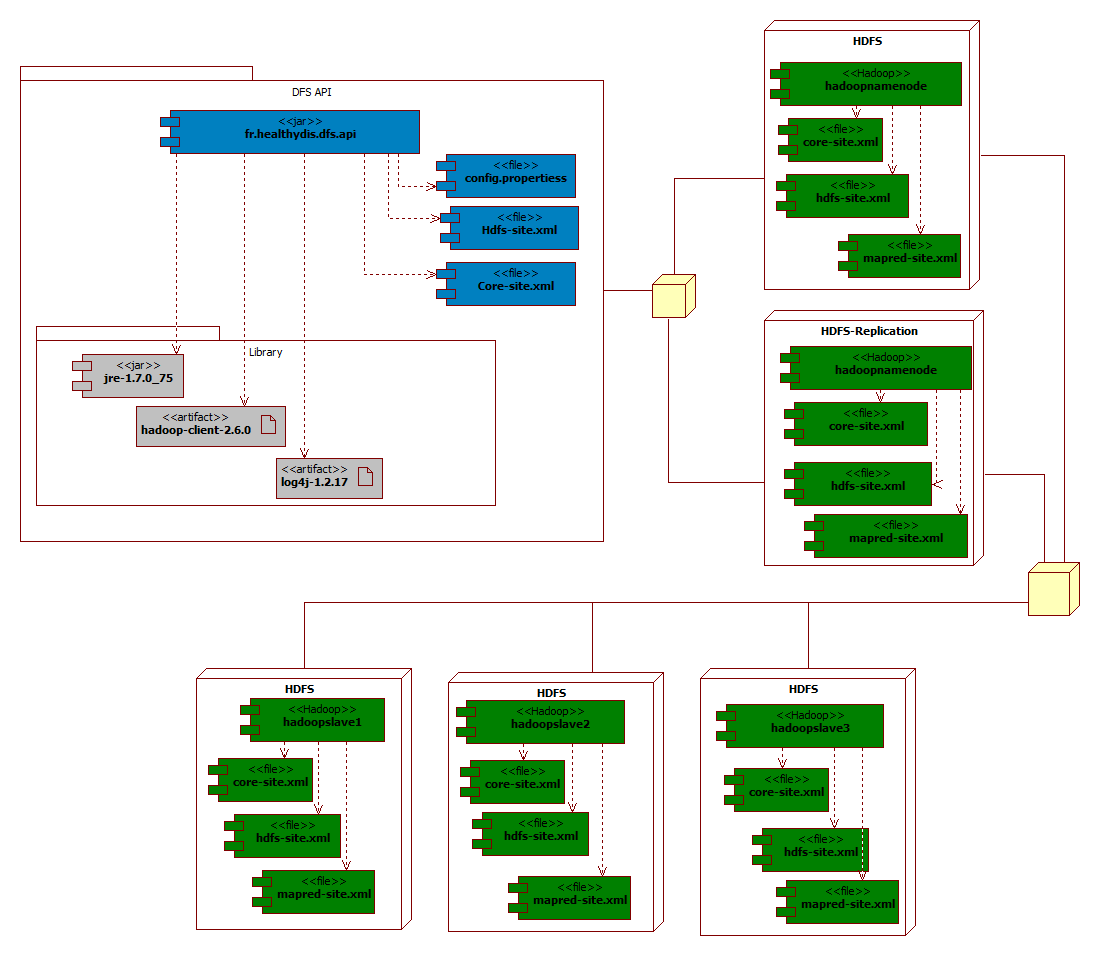 DFS API
<<jar>>
fr.healthydis.dfs.api
<<file>>
config.propertiess
<<file>>
Hdfs-site.xml
<<file>>
Core-site.xml
Library
<<jar>>
jre-1.7.0_75
<<artifact>>
hadoop-client-2.6.0
<<artifact>>
log4j-1.2.17
HDFS
<<Hadoop>>
hadoopnamenode
<<file>>
core-site.xml
<<file>>
hdfs-site.xml
<<file>>
mapred-site.xml
HDFS-Replication
<<Hadoop>>
hadoopnamenode
<<file>>
core-site.xml
<<file>>
hdfs-site.xml
<<file>>
mapred-site.xml
HDFS
<<Hadoop>>
hadoopslave1
<<file>>
core-site.xml
<<file>>
hdfs-site.xml
<<file>>
mapred-site.xml
HDFS
<<Hadoop>>
hadoopslave2
<<file>>
core-site.xml
<<file>>
hdfs-site.xml
<<file>>
mapred-site.xml
HDFS
<<Hadoop>>
hadoopslave3
<<file>>
core-site.xml
<<file>>
hdfs-site.xml
<<file>>
mapred-site.xml